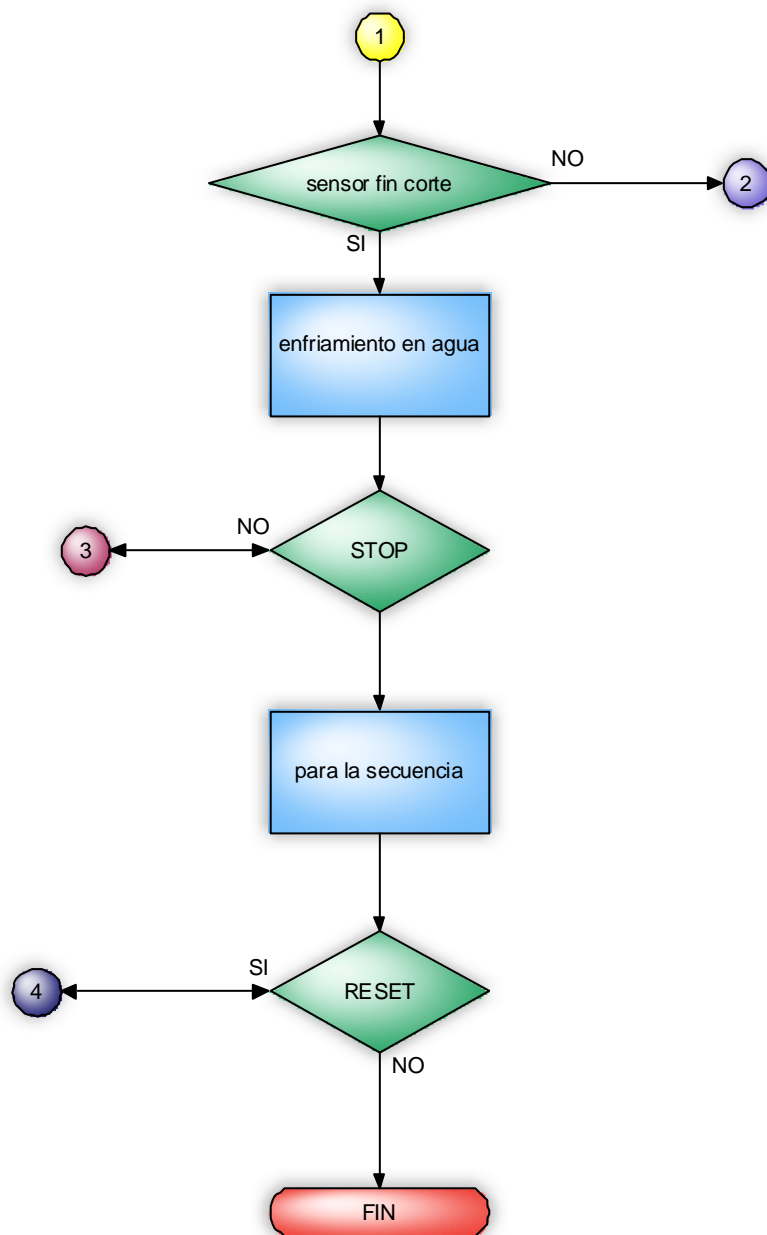 1
sensor fin corte
NO
2
SI
enfriamiento en agua
NO
3
STOP
para la secuencia
SI
4
RESET
NO
FIN